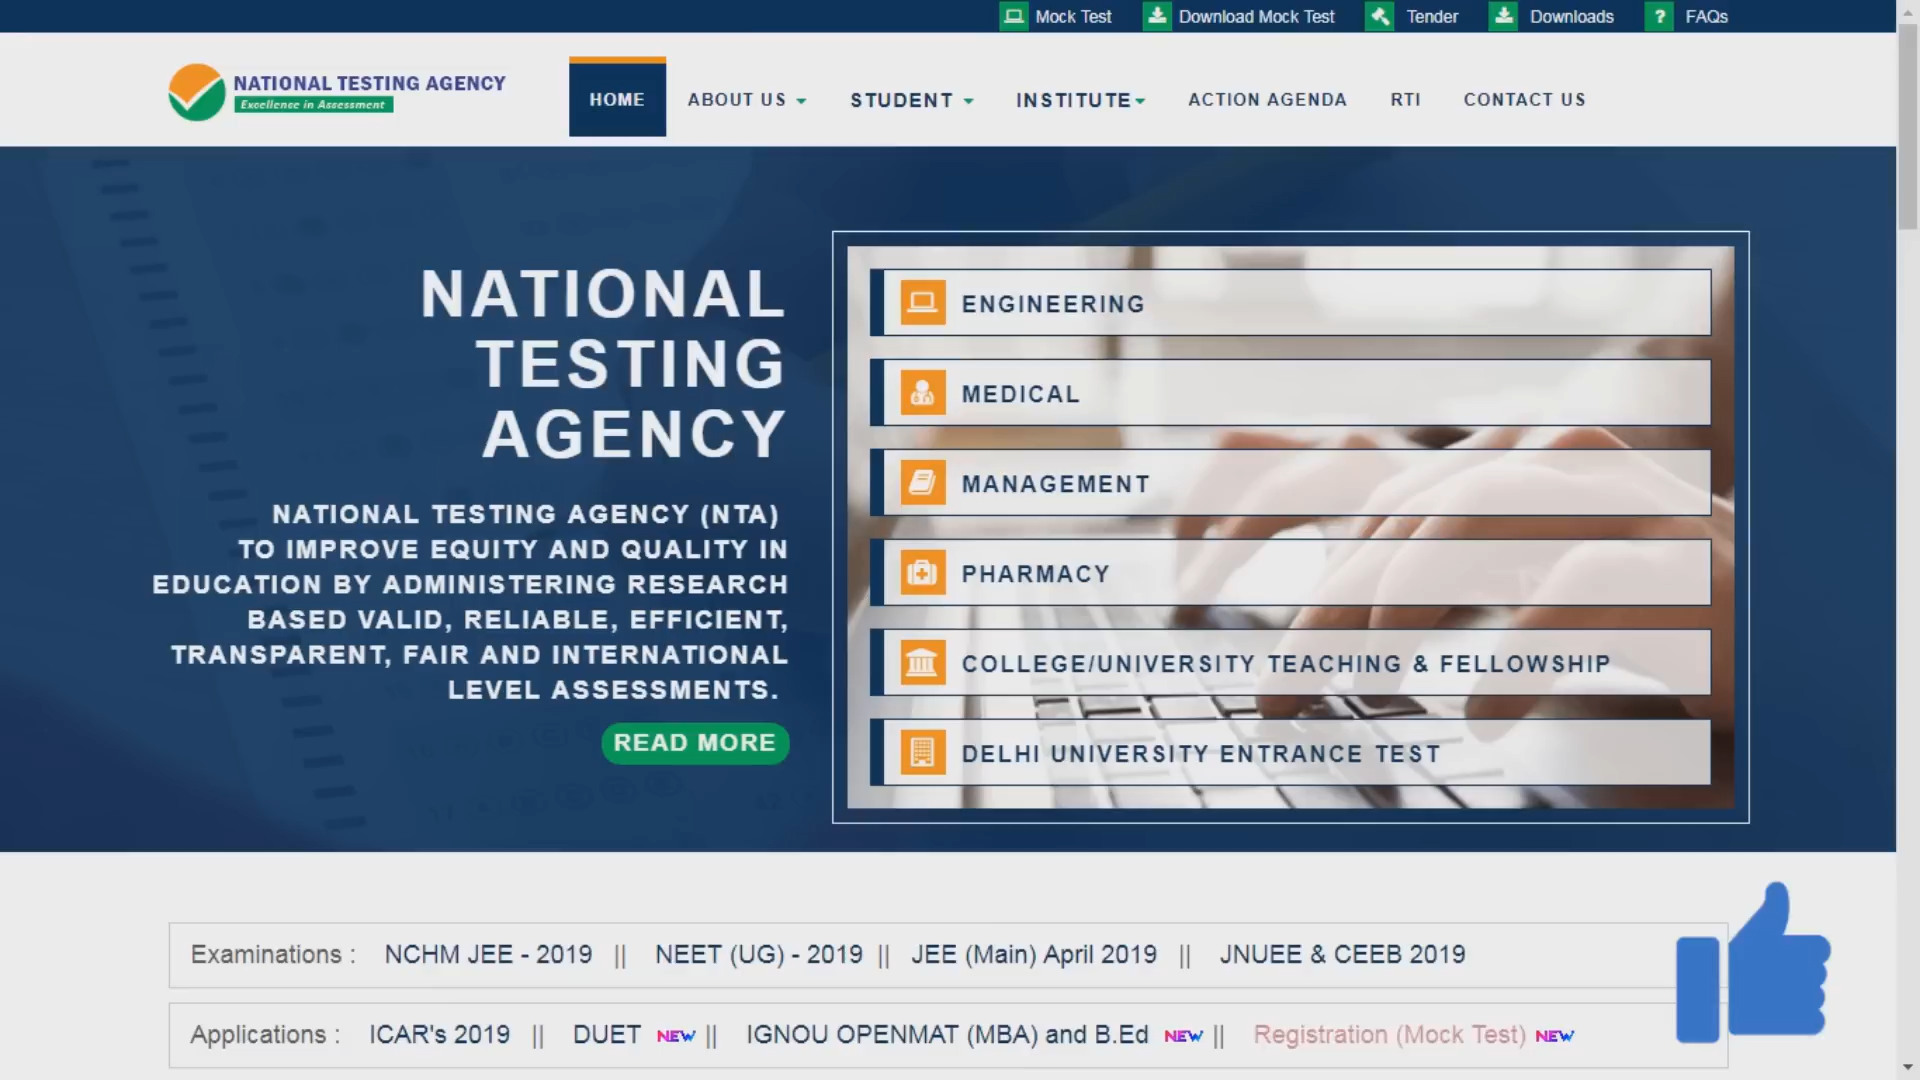 Mock Test Download Mock Test Tender Downloads ? FAQs
NATIONAL TESTING AGENCY
Excellence in Assessment
HOME ABOUT US STUDENT INSTITUTE ACTION AGENDA RTI CONTACT US
NATIONAL
TESTING
AGENCY
NATIONAL TESTING AGENCY (NTA)
TO IMPROVE EQUITY AND QUALITY IN
EDUCATION BY ADMINISTERING RESEARCH
BASED VALID, RELIABLE, EFFICIENT,
TRANSPARENT, FAIR AND INTERNATIONAL
LEVEL ASSESSMENTS.
READ MORE
ENGINEERING
MEDICAL
MANAGEMENT
PHARMACY
COLLEGE/UNIVERSITY TEACHING & FELLOWSHIP
DELHI UNIVERSITY ENTRANCE TEST
Examinations : NCHM JEE - 2019 || NEET (UG) - 2019 || JEE (Main) April 2019 || JNUEE & CEEB 2019
Applications : ICAR's 2019 || DUET NEW || IGNOU OPENMAT (MBA) and B.Ed NEW || Registration (Mock Test) NEW